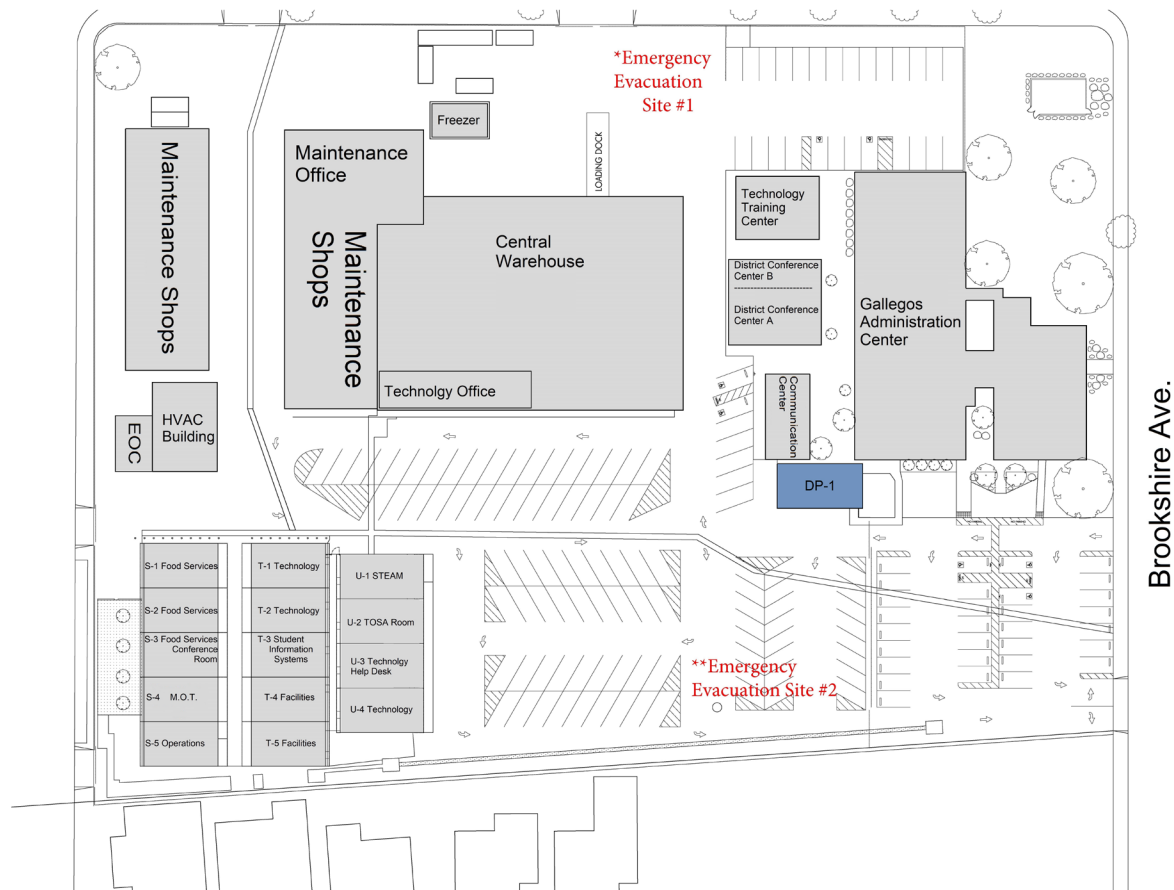 *Emergency
Evacuation
Site #1
Freezer
Maintenance
Office
Maintenance Shops
Maintenance
Shops
LOADING DOCK
Central
Warehouse
Technolgy Office
Technology
Training
Center
District Conference
Center B
District Conference
Center A
Gallegos
Administration
Center
Communication
Center
DP-1
HVAC
Building
EOC
Brookshire Ave.
S-1 Food Services
S-2 Food Services
S-3 Food Services
Conference
Room
S-4 M.O.T.
S-5 Operations
T-1 Technology
T-2 Technology
T-3 Student
Information
Systems
T-4 Facilities
T-5 Facilities
U-1 STEAM
U-2 TOSA Room
U-3 Technolgy
Help Desk
U-4 Technology
**Emergency
Evacuation Site #2